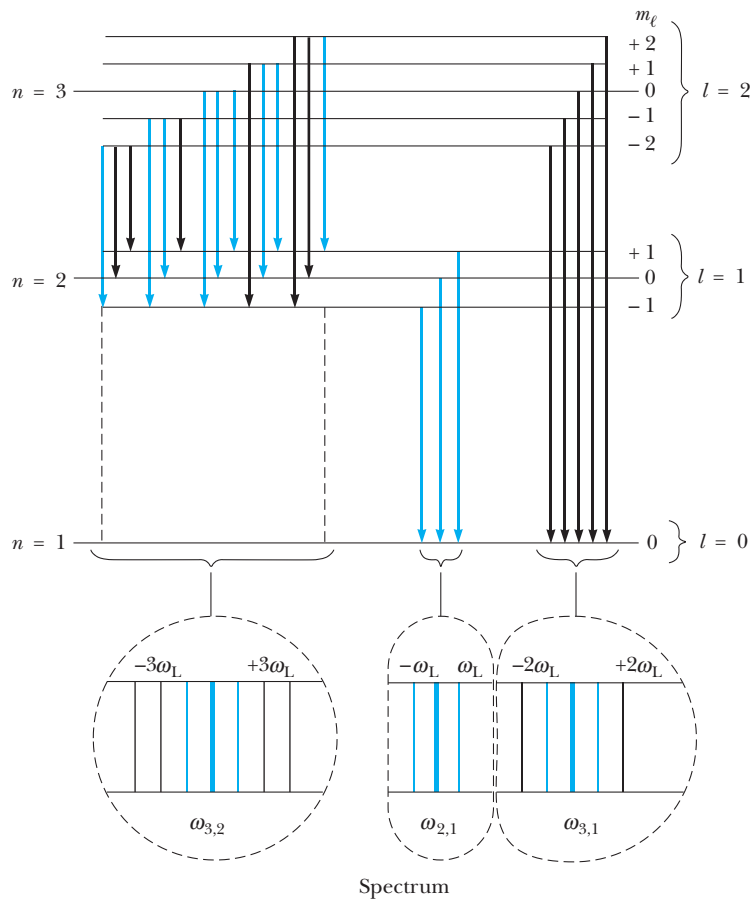 mℓ
+ 2
+ 1
n = 3 0 l = 2
– 1
– 2
+ 1
n = 2 0 l = 1
– 1
n = 1 0 l = 0
–3ωL +3ωL –ωL ωL –2ωL +2ωL
ω3,2 ω2,1 ω3,1
Spectrum